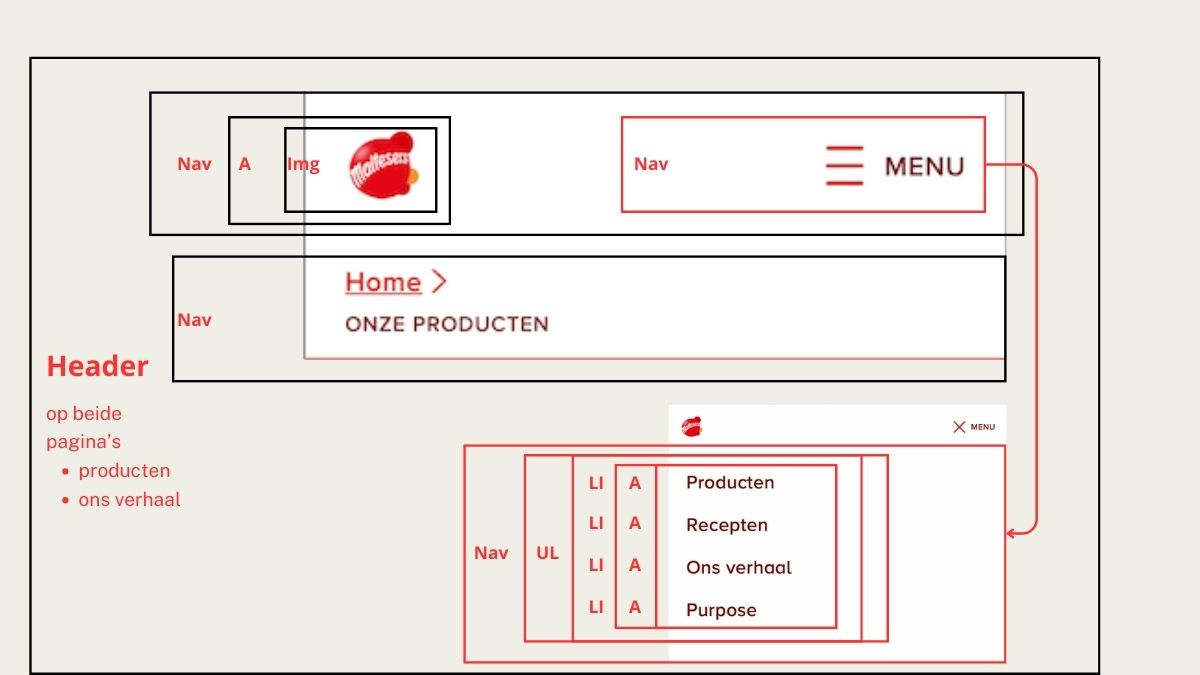 Nav A Img Maltesers Nav MENU
Home >
ONZE PRODUCTEN
Nav
Header
op beide
pagina’s
• producten
• ons verhaal
MENU
LI A Producten
LI A Recepten
Nav UL
LI A Ons verhaal
LI A Purpose